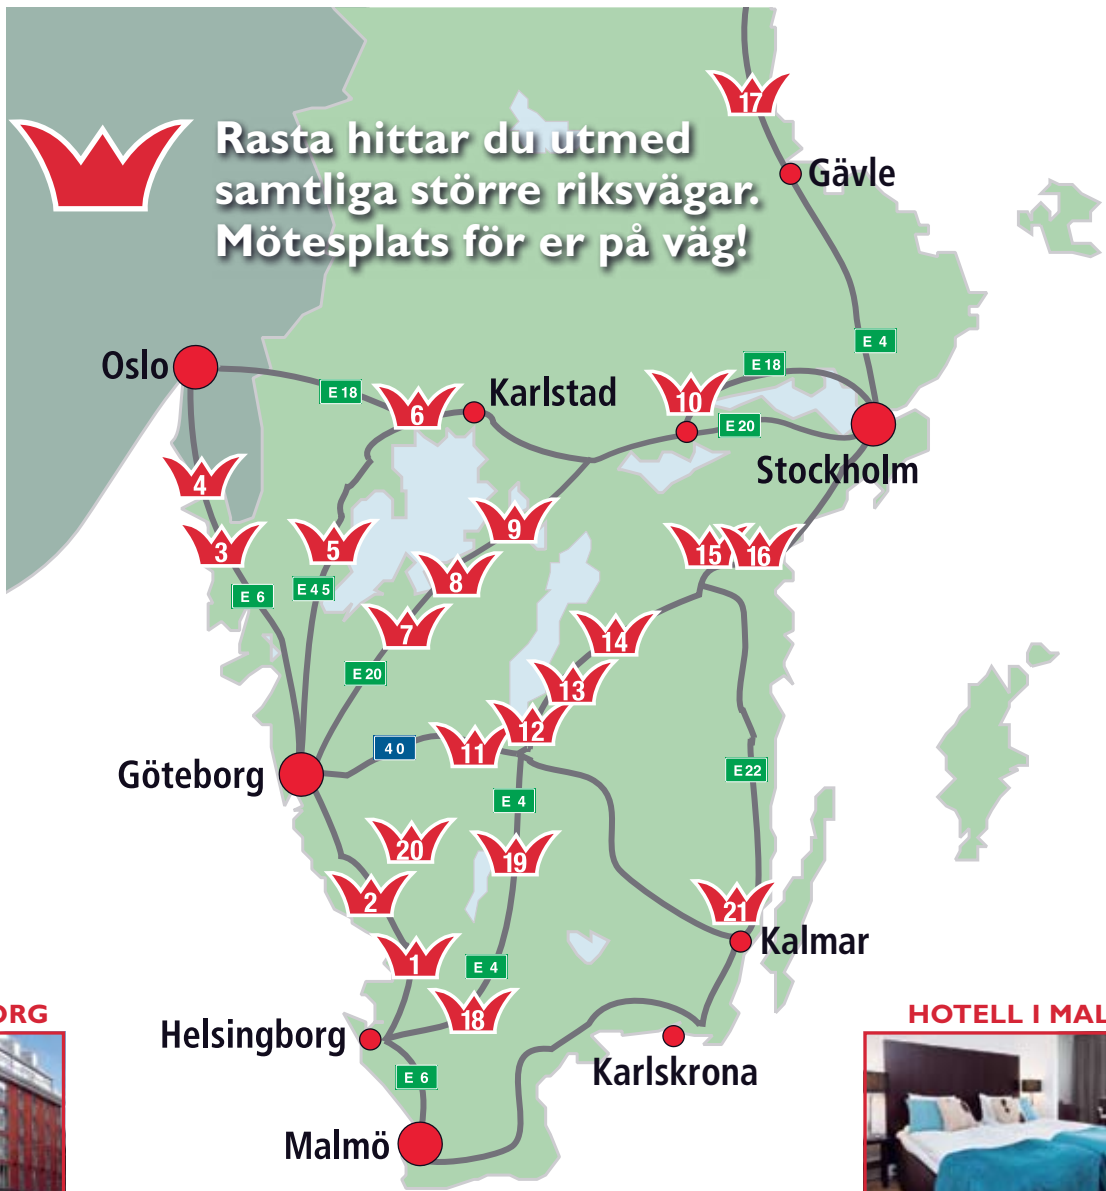 17
Rasta hittar du utmed
samtliga större riksvägar.
Mötesplats för er på väg!
Gävle
E 4
Oslo
E 18
E 18
6
Karlstad
10
E 20
Stockholm
4
3
5
9
15
16
E 6
E 45
8
7
14
E 20
13
12
11
40
Göteborg
E 22
E 4
20
19
2
21
Kalmar
1
E 4
18
Helsingborg
Karlskrona
E 6
Malmö
ORG
HOTELL I MAL